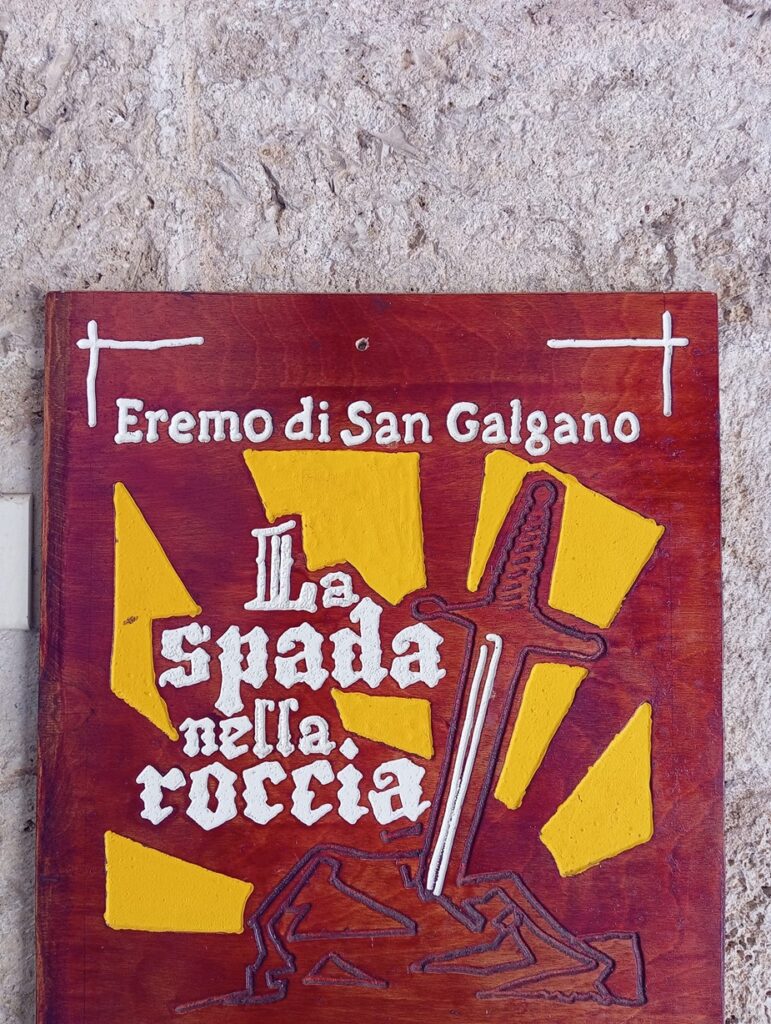 Eremo di San Galgano
La
spada
nella
roccia